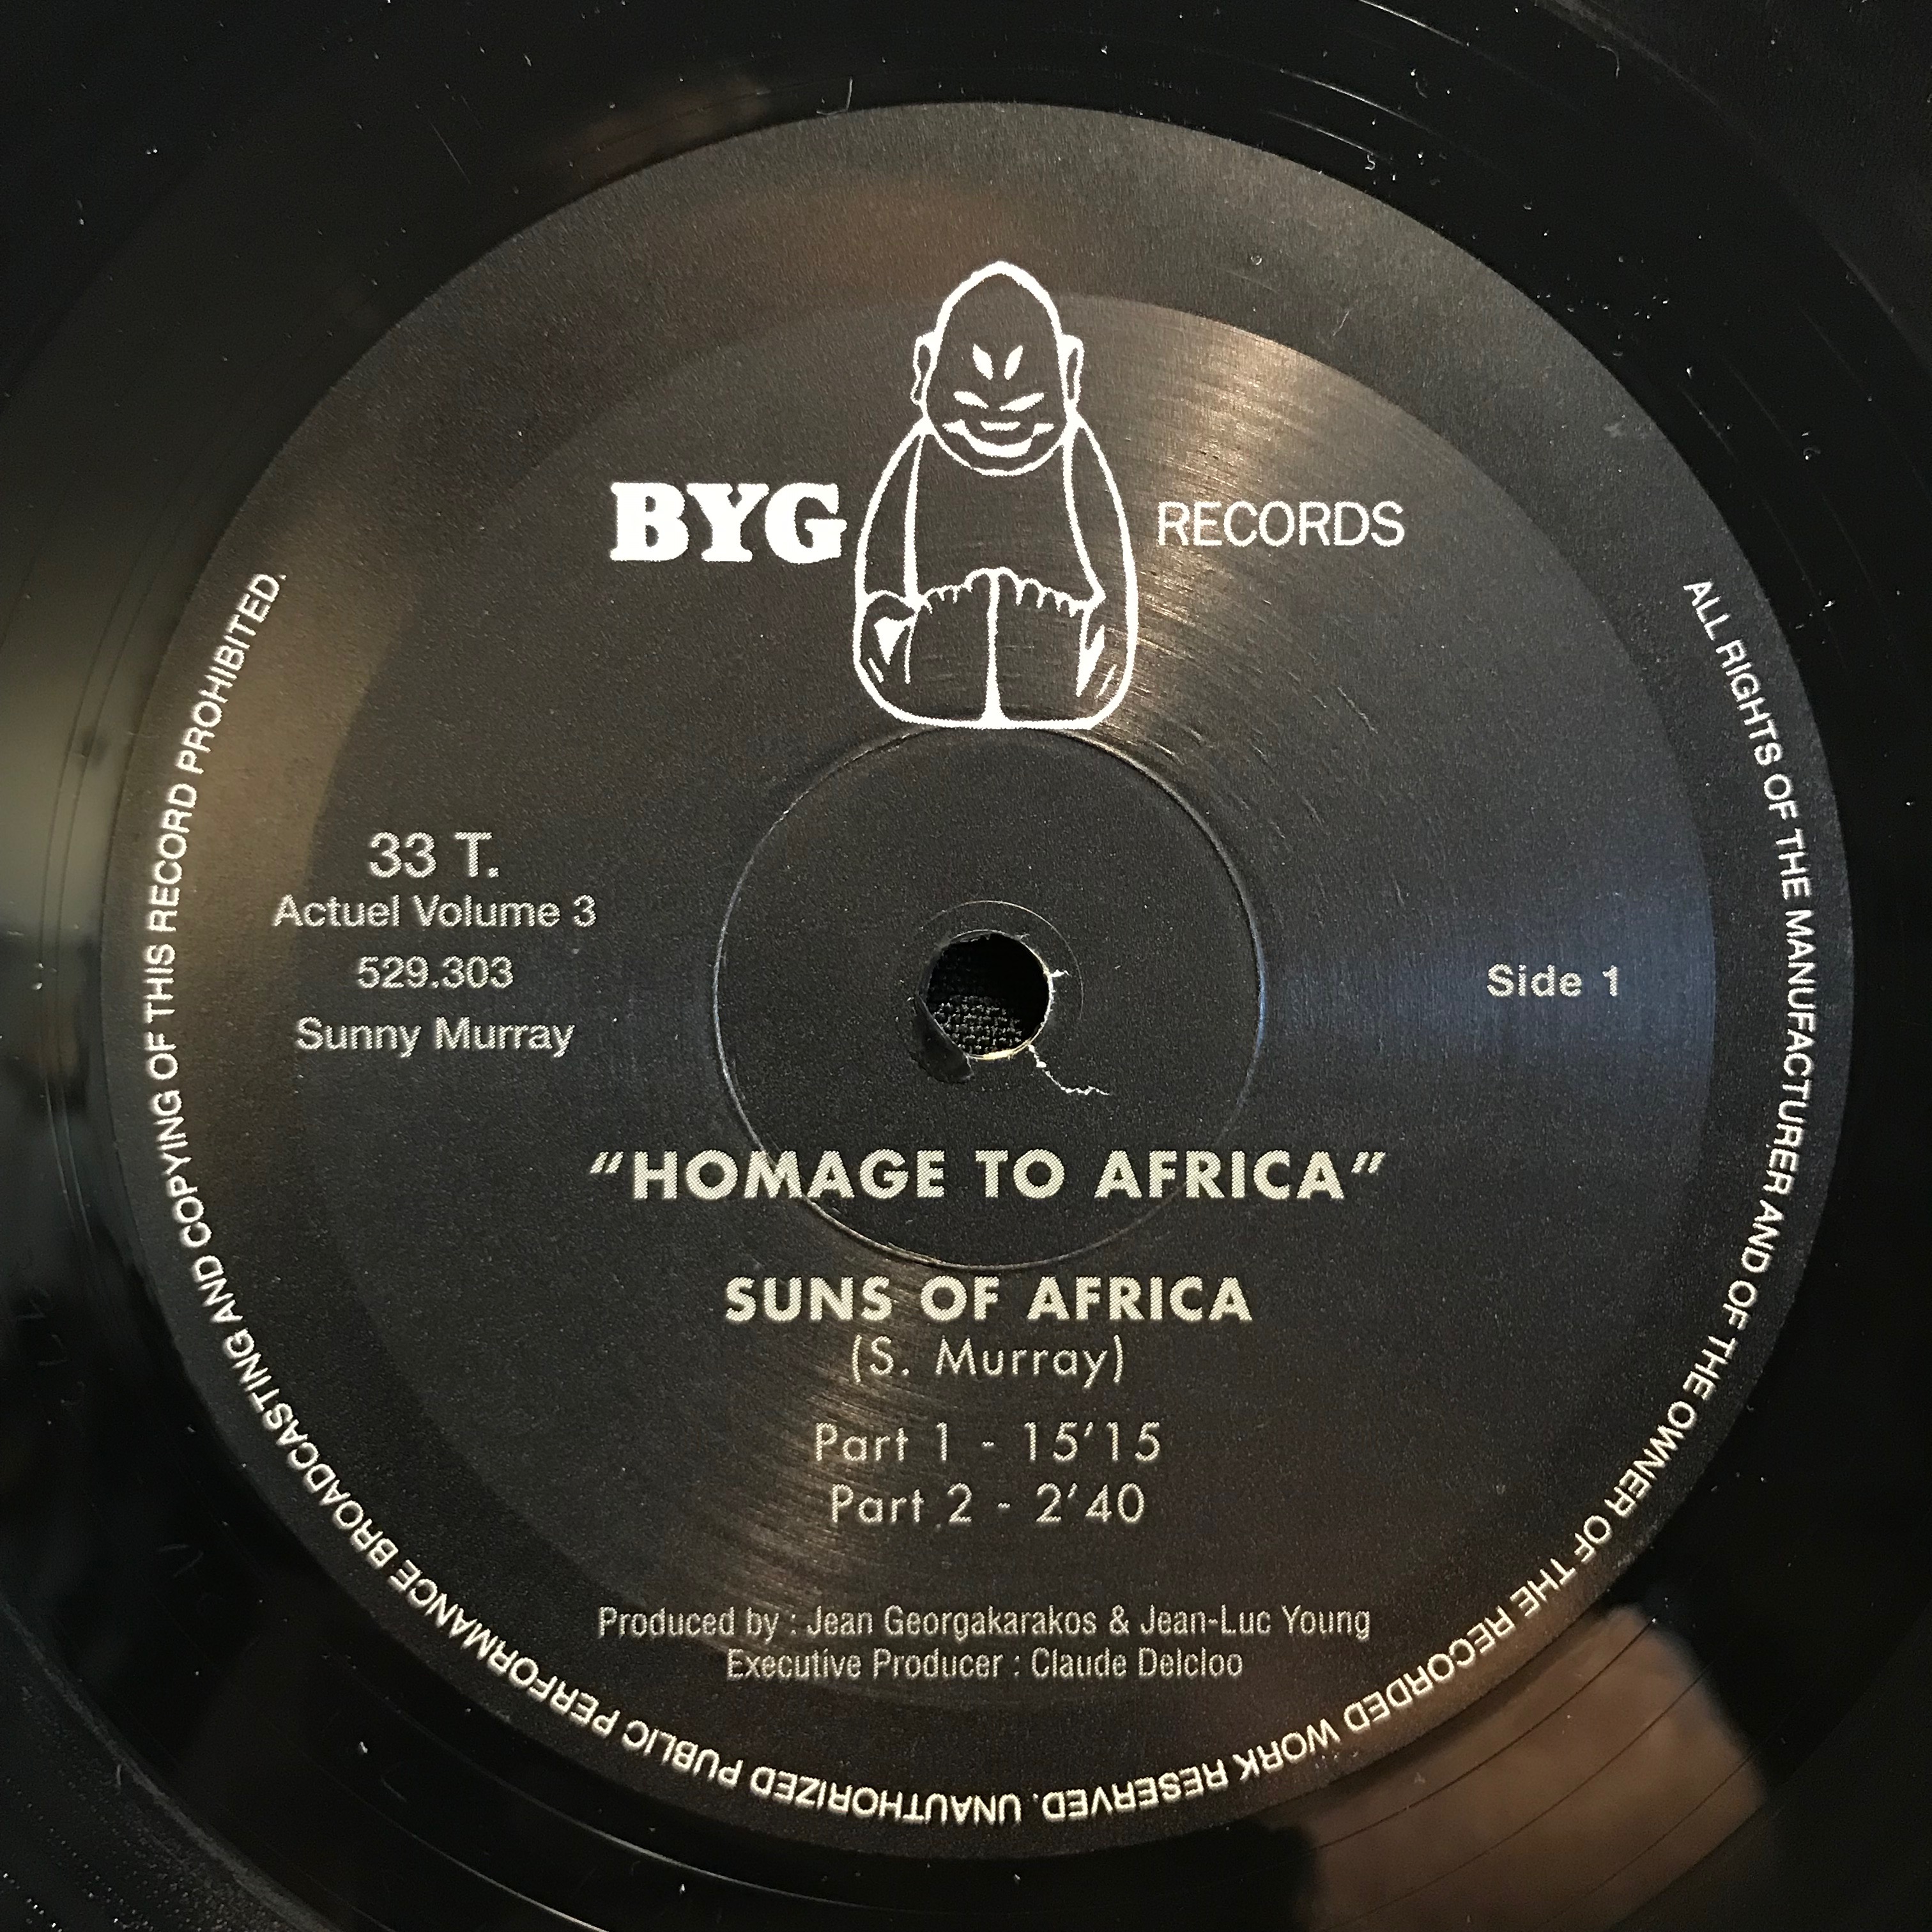 BYG RECORDS
33 T.
Actuel Volume 3
529.303
Sunny Murray
Side 1
“HOMAGE TO AFRICA”
SUNS OF AFRICA
(S. Murray)
Part 1 - 15’15
Part 2 - 2’40
Produced by : Jean Georgakarakos & Jean-Luc Young
Executive Producer : Claude Delcloo
ALL RIGHTS OF THE MANUFACTURER AND OF THE OWNER OF THE RECORDED WORK RESERVED. UNAUTHORIZED PUBLIC PERFORMANCE BROADCASTING AND COPYING OF THIS RECORD PROHIBITED.